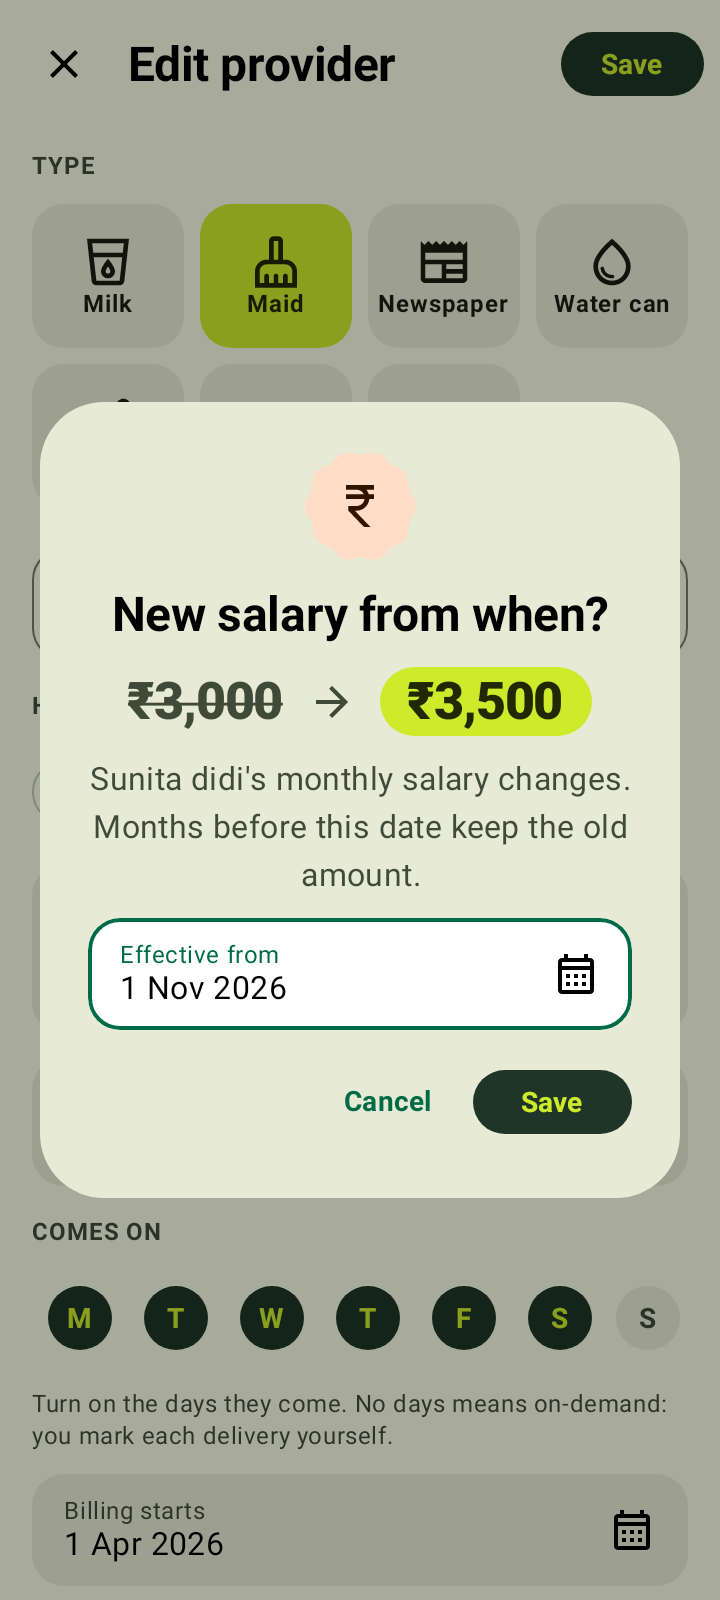 Edit provider
Save
TYPE
Milk
Maid
Newspaper
Water can
₹
New salary from when?
₹3,000 → ₹3,500
Sunita didi's monthly salary changes.
Months before this date keep the old
amount.
Effective from
1 Nov 2026
Cancel
Save
COMES ON
M T W T F S S
Turn on the days they come. No days means on-demand:
you mark each delivery yourself.
Billing starts
1 Apr 2026